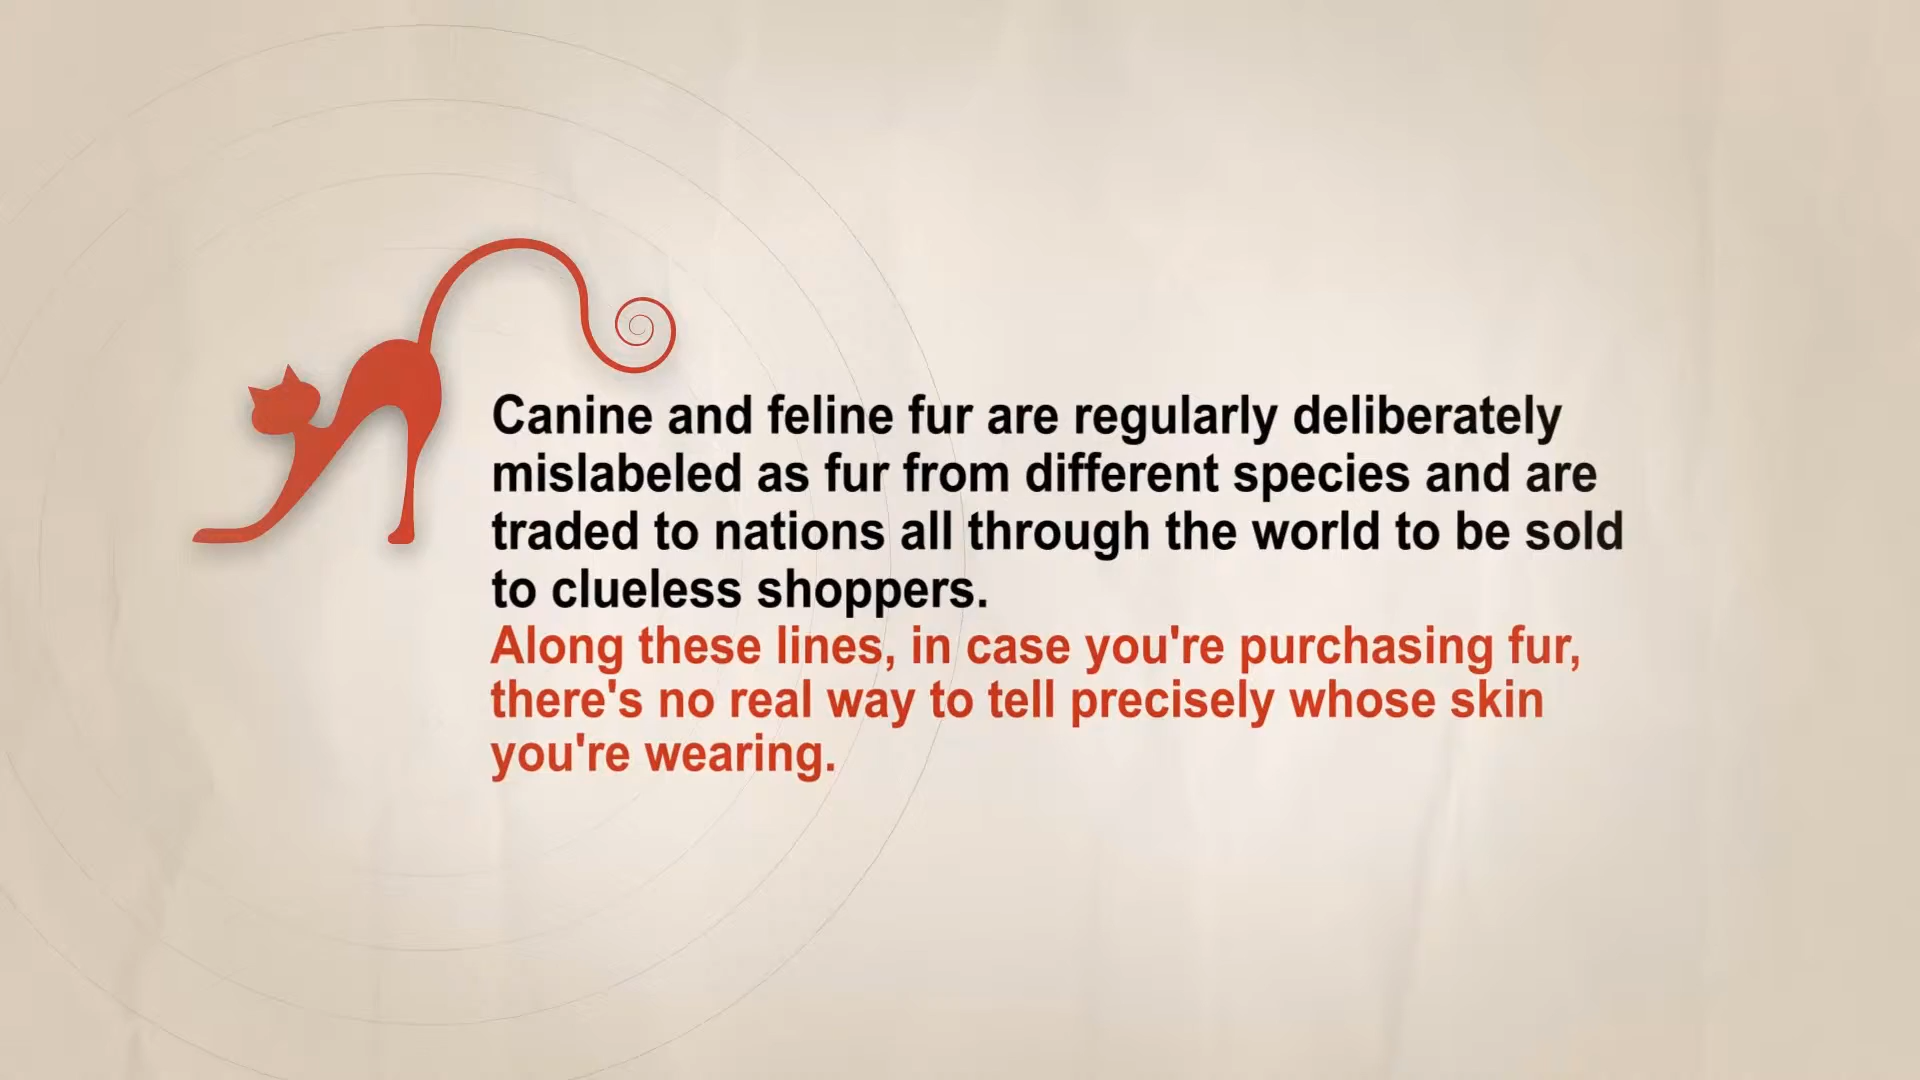 Canine and feline fur are regularly deliberately
mislabeled as fur from different species and are
traded to nations all through the world to be sold
to clueless shoppers.
Along these lines, in case you're purchasing fur,
there's no real way to tell precisely whose skin
you're wearing.